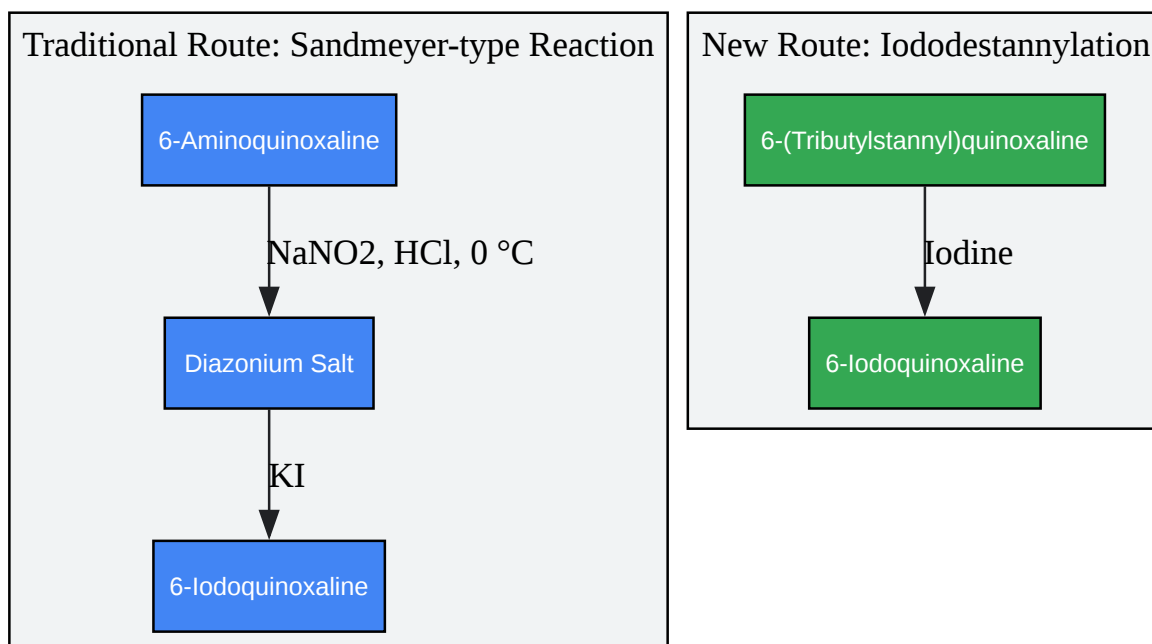 Traditional Route: Sandmeyer-type Reaction
6-Aminoquinoxaline
NaNO2, HCl, 0 °C
Diazonium Salt
KI
6-Iodoquinoxaline
New Route: Iododestannylation
6-(Tributylstannyl)quinoxaline
Iodine
6-Iodoquinoxaline